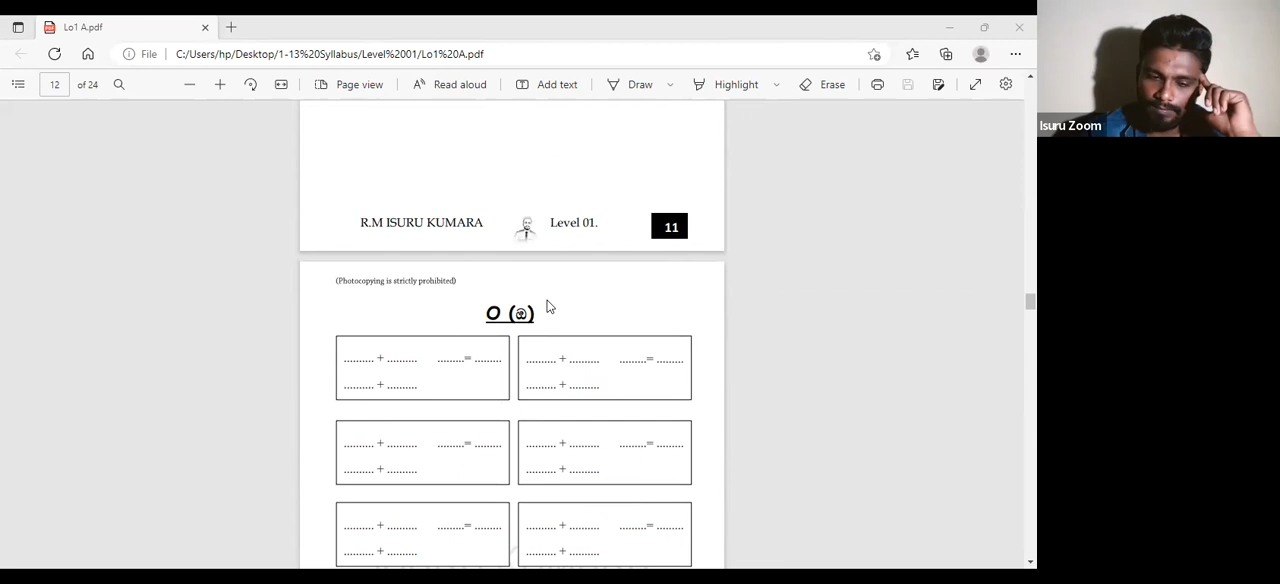 Lo1 A.pdf
File C:/Users/hp/Desktop/1-13%20Syllabus/Level%2001/Lo1%20A.pdf
12 of 24 Page view Read aloud Add text Draw Highlight Erase
Isuru Zoom
R.M ISURU KUMARA Level 01. 11
(Photocopying is strictly prohibited)
O (ඔ)
.......... + .......... ........= ......... .......... + .......... ........= .........
.......... + .......... .......... + ..........
.......... + .......... ........= ......... .......... + .......... ........= .........
.......... + .......... .......... + ..........
.......... + .......... ........= ......... .......... + .......... ........= .........
.......... + .......... .......... + ..........